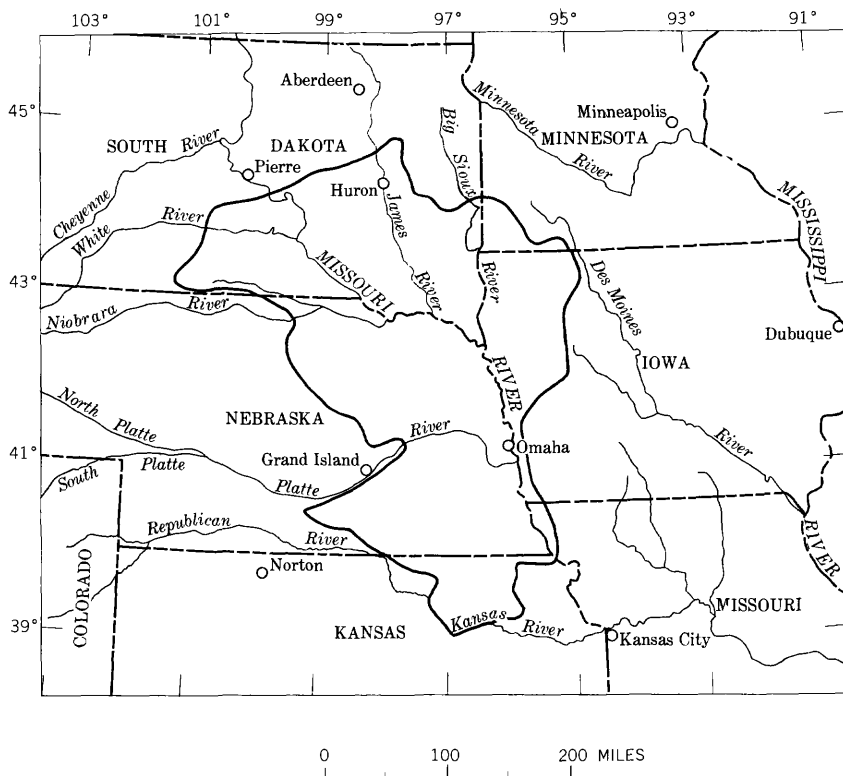 103° 101° 99° 97° 95° 93° 91°
Aberdeen
45°
Big Sioux River
Minnesota River
Minneapolis
MINNESOTA
SOUTH DAKOTA
River
Pierre
Cheyenne
Huron
James River
MISSISSIPPI RIVER
White River
MISSOURI RIVER
43°
Des Moines River
Niobrara River
Dubuque
IOWA
North Platte
NEBRASKA
River
41°
Grand Island
Omaha
South Platte
Platte
Republican River
COLORADO
Norton
MISSOURI
39°
KANSAS
Kansas River
Kansas City
0 100 200 MILES